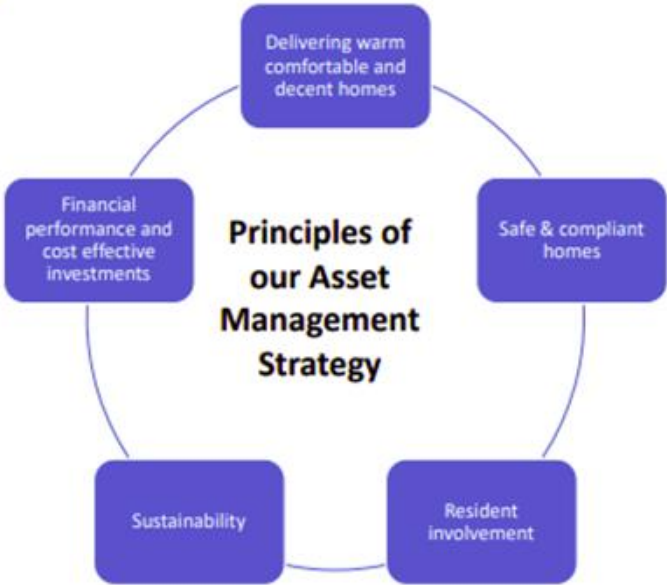 Delivering warm
comfortable and
decent homes
Financial
performance and
cost effective
investments
Principles of
our Asset
Management
Strategy
Safe & compliant
homes
Sustainability
Resident
involvement